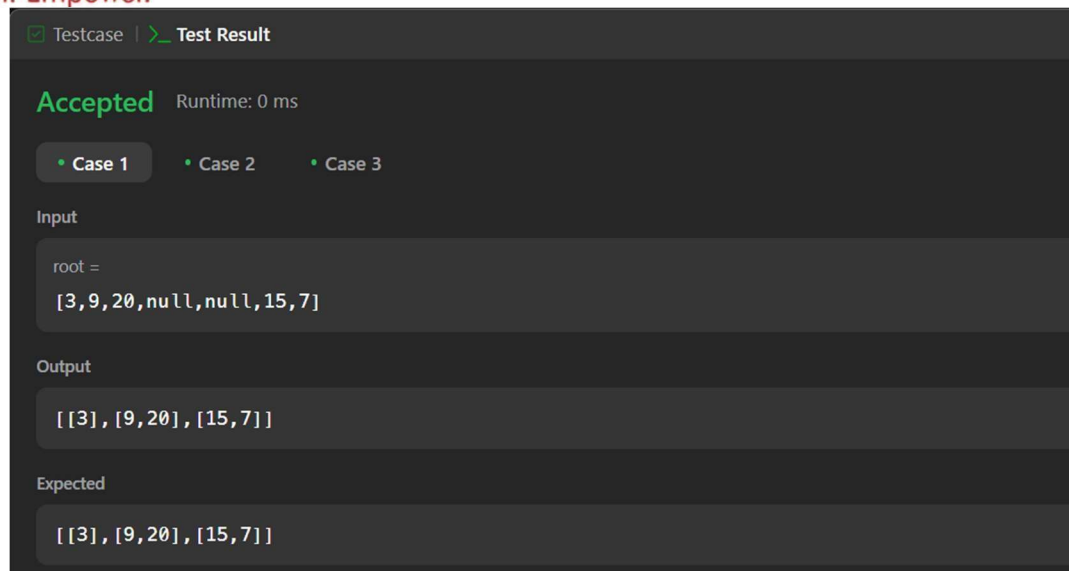 Empower.
Testcase | >_ Test Result
Accepted Runtime: 0 ms
• Case 1 • Case 2 • Case 3
Input
root =
[3,9,20,null,null,15,7]
Output
[[3],[9,20],[15,7]]
Expected
[[3],[9,20],[15,7]]